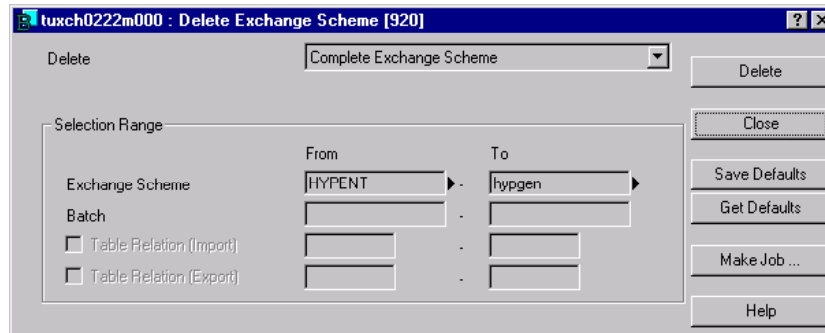 tuxch0222m000 : Delete Exchange Scheme [920]
Delete
Complete Exchange Scheme
Delete
Close
Selection Range
From
To
Exchange Scheme
HYPENT
-
hypgen
Save Defaults
Batch
-
Get Defaults
Table Relation (Import)
-
Make Job ...
Table Relation (Export)
-
Help